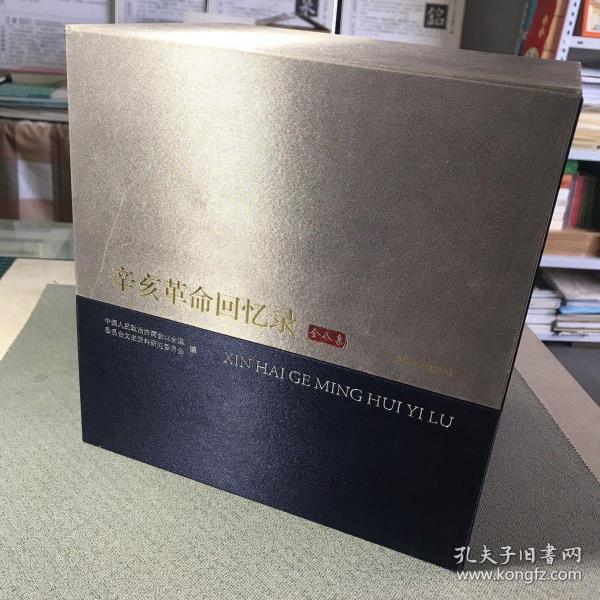 辛亥革命回忆录
全八集
中国人民政治协商会议全国
委员会文史资料研究委员会
编
XIN HAI GE MING HUI YI LU
孔夫子旧书网
www.kongfz.com